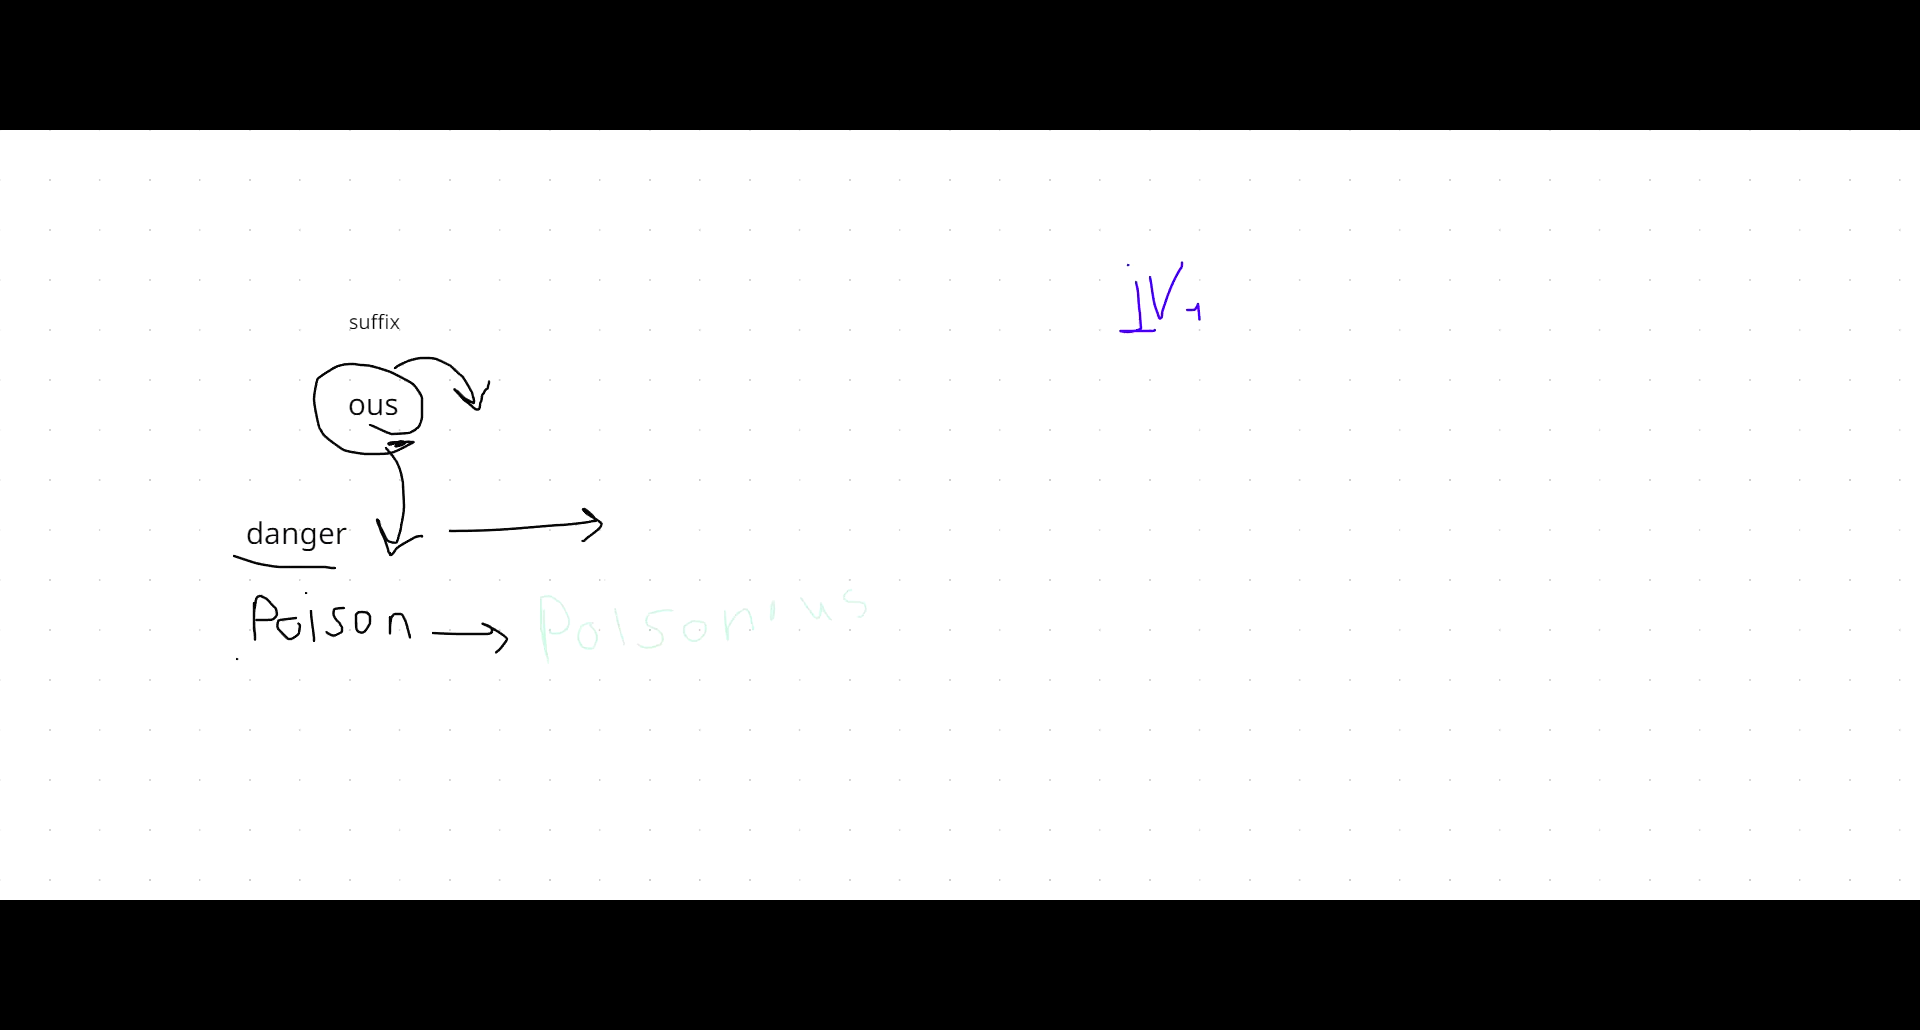 suffix
ous
danger
Poison → Poisonous